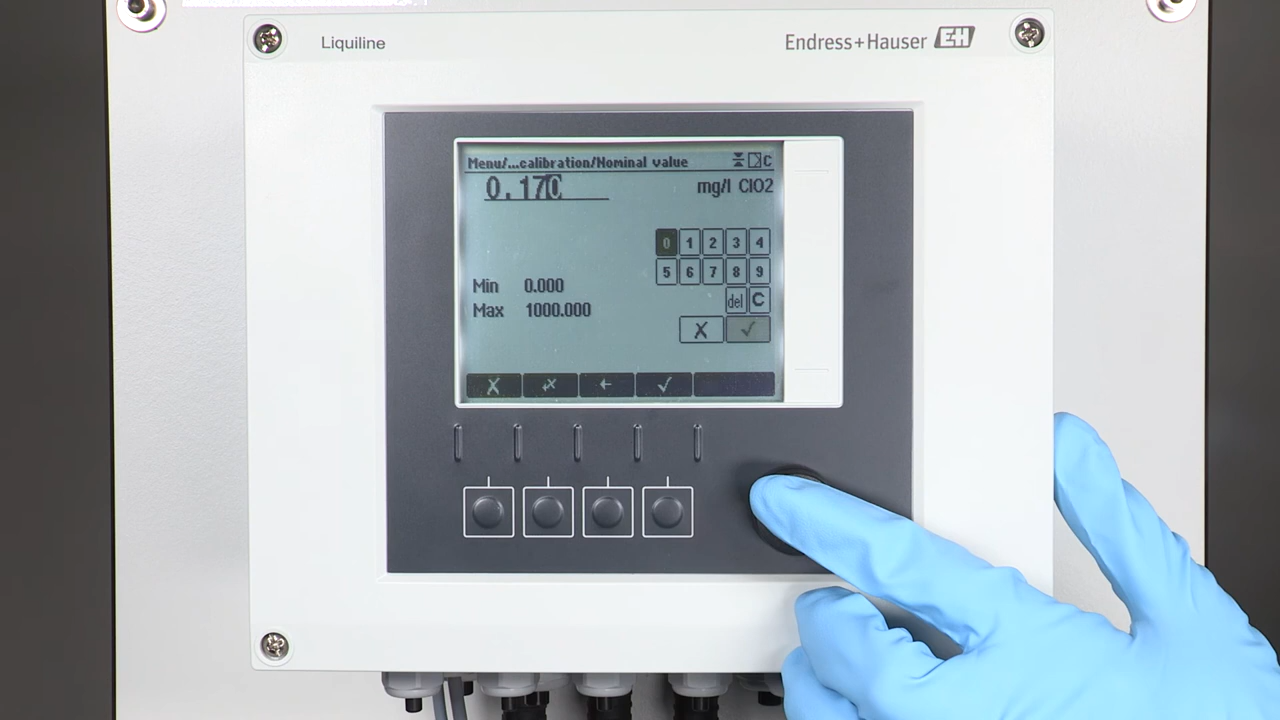 Liquiline
Endress+Hauser EH
Menu/...calibration/Nominal value C
0.170 mg/l ClO2
0 1 2 3 4
5 6 7 8 9
Min 0.000
del C
Max 1000.000
X ✓
X ✓